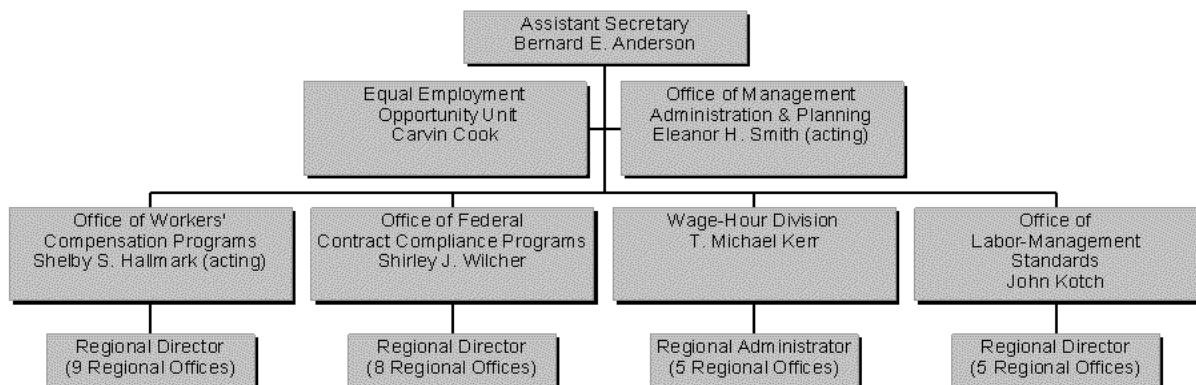 Assistant Secretary
Bernard E. Anderson
Equal Employment
Opportunity Unit
Carvin Cook
Office of Management
Administration & Planning
Eleanor H. Smith (acting)
Office of Workers'
Compensation Programs
Shelby S. Hallmark (acting)
Office of Federal
Contract Compliance Programs
Shirley J. Wilcher
Wage-Hour Division
T. Michael Kerr
Office of
Labor-Management
Standards
John Kotch
Regional Director
(9 Regional Offices)
Regional Director
(8 Regional Offices)
Regional Administrator
(5 Regional Offices)
Regional Director
(5 Regional Offices)